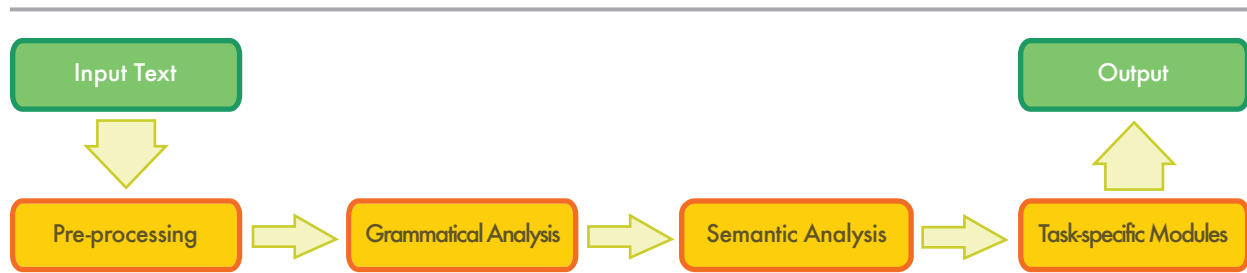 Input Text
Output
Pre-processing
Grammatical Analysis
Semantic Analysis
Task-specific Modules